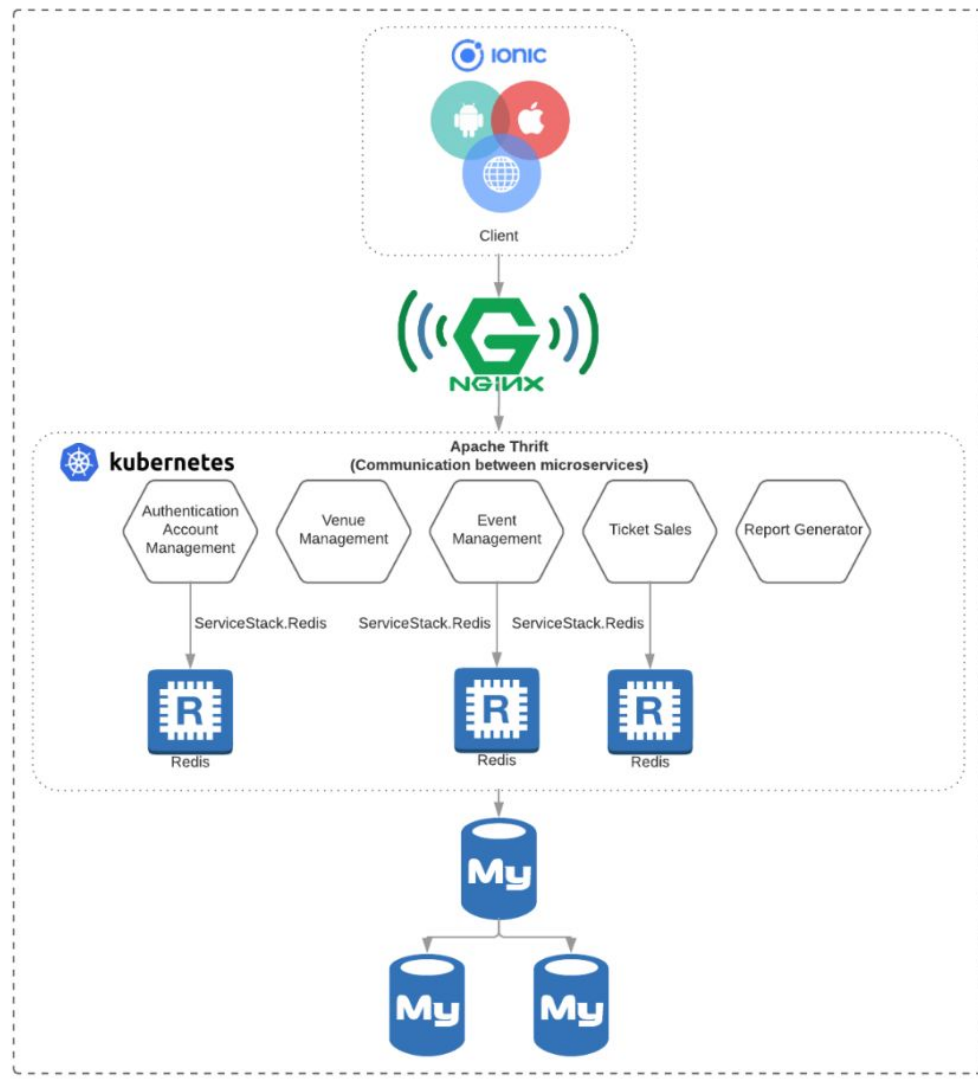 IONIC
Client
G
NGINX
kubernetes
Apache Thrift
(Communication between microservices)
Authentication
Account
Management
Venue
Management
Event
Management
Ticket Sales
Report Generator
ServiceStack.Redis
ServiceStack.Redis
ServiceStack.Redis
R
R
R
Redis
Redis
Redis
My
My
My